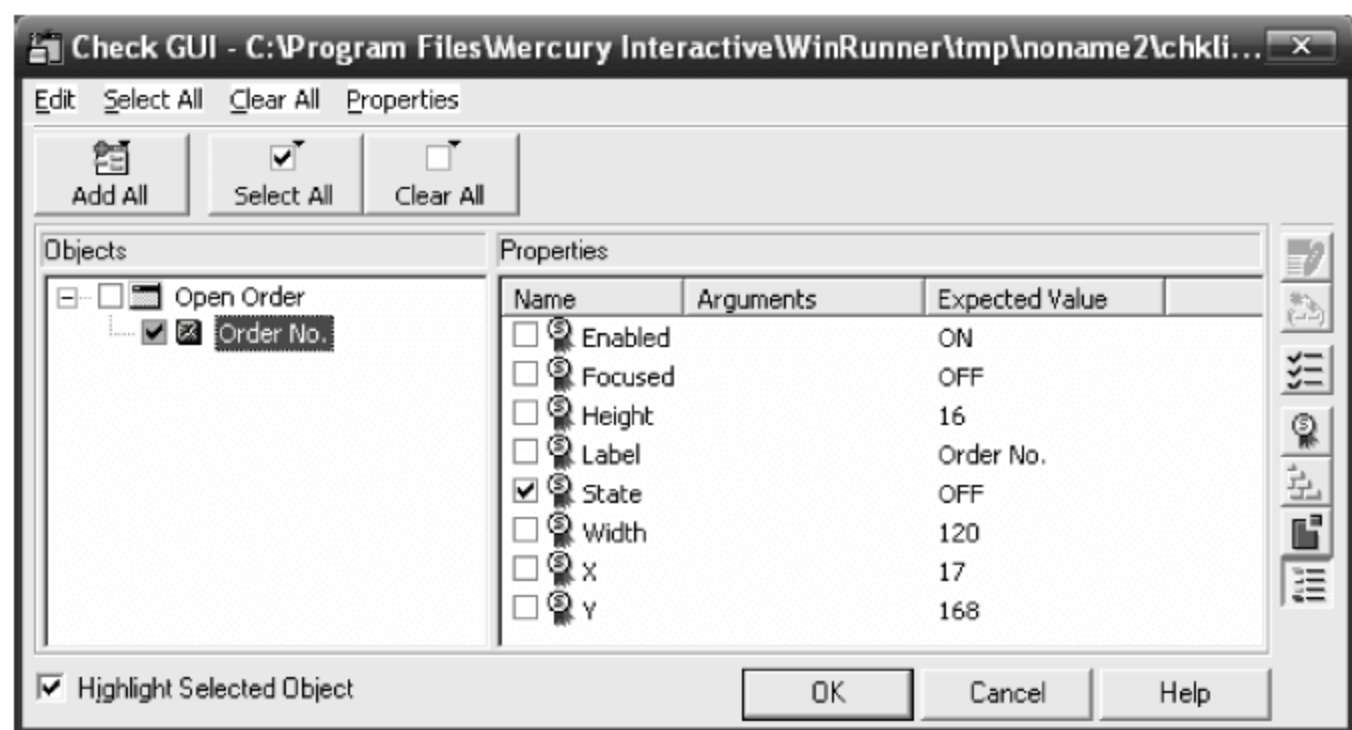 Check GUI - C:\Program Files\Mercury Interactive\WinRunner\tmp\noname2\chkli...
Edit Select All Clear All Properties
Add All Select All Clear All
Objects Properties
Open Order
Order No.
Name Arguments Expected Value
Enabled ON
Focused OFF
Height 16
Label Order No.
State OFF
Width 120
X 17
Y 168
Highlight Selected Object OK Cancel Help